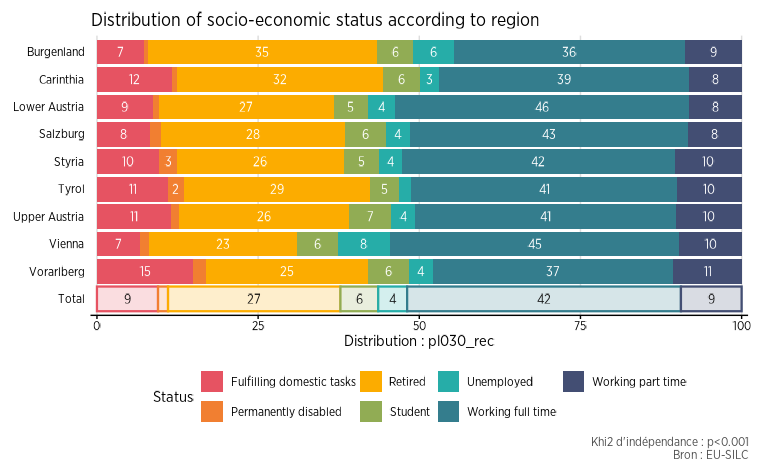 Distribution of socio-economic status according to region
Burgenland 7 35 6 6 36 9
Carinthia 12 32 6 3 39 8
Lower Austria 9 27 5 4 46 8
Salzburg 8 28 6 4 43 8
Styria 10 3 26 5 4 42 10
Tyrol 11 2 29 5 41 10
Upper Austria 11 26 7 4 41 10
Vienna 7 23 6 8 45 10
Vorarlberg 15 25 6 4 37 11
Total 9 27 6 4 42 9
0 25 50 75 100
Distribution : pl030_rec
Status
Fulfilling domestic tasks Retired Unemployed Working part time
Permanently disabled Student Working full time
Khi2 d'indépendance : p<0.001
Bron : EU-SILC